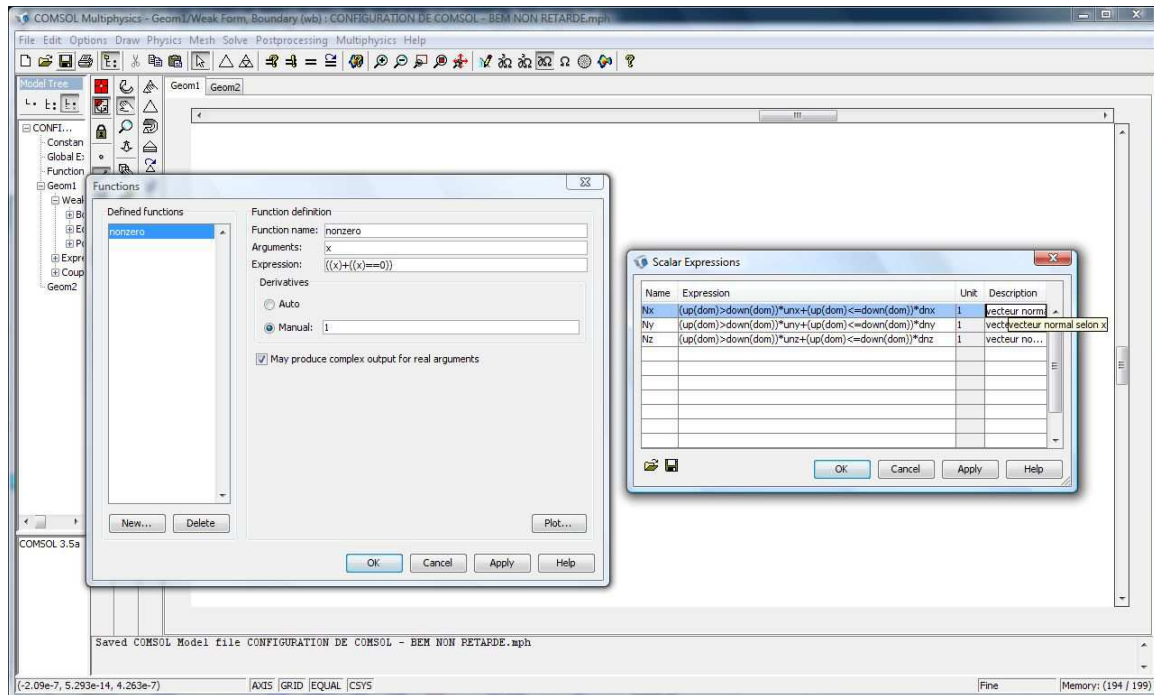 COMSOL Multiphysics - Geom1/Weak Form, Boundary (wb) : CONFIGURATION DE COMSOL - BEM NON RETARDE.mph
File Edit Options Draw Physics Mesh Solve Postprocessing Multiphysics Help
Model Tree
Geom1 Geom2
CONFI...
Constan
Global E:
Function
Geom1
Weal
Bc
Ec
Pc
Expre
Coup
Geom2
Functions
Defined functions
nonzero
New... Delete
Function definition
Function name: nonzero
Arguments: x
Expression: ((x)+((x)==0))
Derivatives
Auto
Manual: 1
May produce complex output for real arguments
Plot...
OK Cancel Apply Help
Scalar Expressions
Name Expression Unit Description
Nx (up(dom)>down(dom))*unx+(up(dom)<=down(dom))*dnx 1 vecteur norma
Ny (up(dom)>down(dom))*uny+(up(dom)<=down(dom))*dny 1 vecte
vecteur normal selon x
Nz (up(dom)>down(dom))*unz+(up(dom)<=down(dom))*dnz 1 vecteur no...
OK Cancel Apply Help
COMSOL 3.5a
Saved COMSOL Model file CONFIGURATION DE COMSOL - BEM NON RETARDE.mph
(-2.09e-7, 5.293e-14, 4.263e-7) AXIS GRID EQUAL CSYS Fine Memory: (194 / 199)